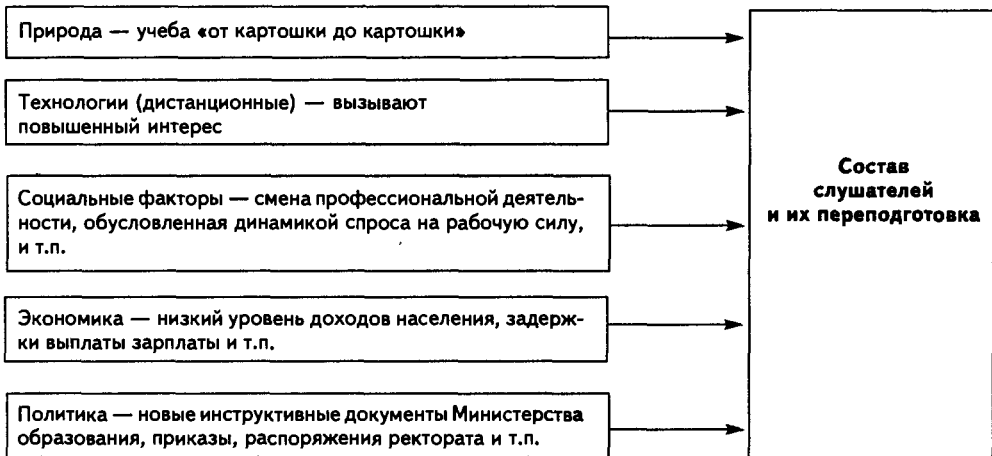 Природа — учеба «от картошки до картошки»
Технологии (дистанционные) — вызывают
повышенный интерес
Социальные факторы — смена профессиональной деятель-
ности, обусловленная динамикой спроса на рабочую силу,
и т.п.
Экономика — низкий уровень доходов населения, задерж-
ки выплаты зарплаты и т.п.
Политика — новые инструктивные документы Министерства
образования, приказы, распоряжения ректората и т.п.
Состав
слушателей
и их переподготовка